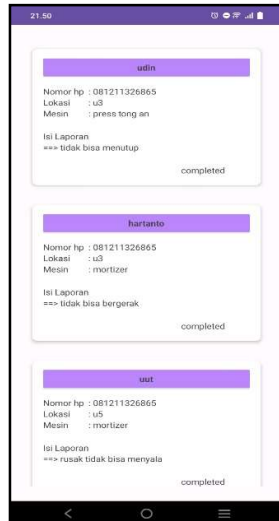 21.50
udin
Nomor hp : 081211326865
Lokasi : u3
Mesin : press tong an
Isi Laporan
==> tidak bisa menutup
completed
hartanto
Nomor hp : 081211326865
Lokasi : u3
Mesin : mortizer
Isi Laporan
==> tidak bisa bergerak
completed
uut
Nomor hp : 081211326865
Lokasi : u5
Mesin : mortizer
Isi Laporan
==> rusak tidak bisa menyala
completed